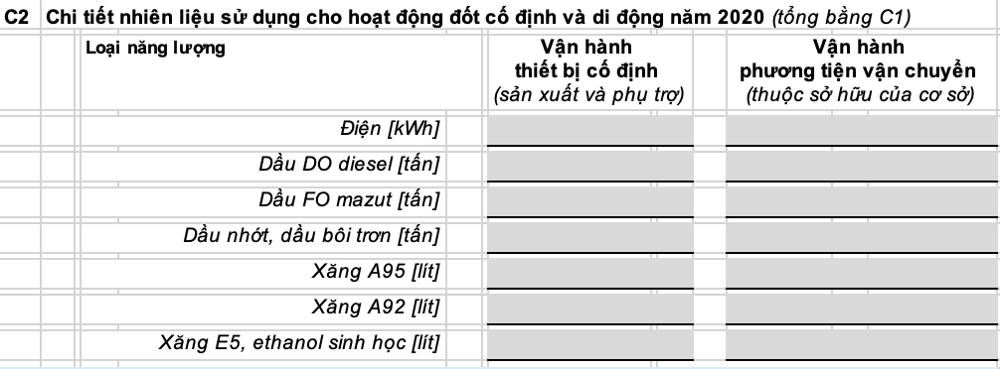 C2 Chi tiết nhiên liệu sử dụng cho hoạt động đốt cố định và di động năm 2020 (tổng bằng C1)
Loại năng lượng
Vận hành
thiết bị cố định
(sản xuất và phụ trợ)
Vận hành
phương tiện vận chuyển
(thuộc sở hữu của cơ sở)
Điện [kWh]
Dầu DO diesel [tấn]
Dầu FO mazut [tấn]
Dầu nhớt, dầu bôi trơn [tấn]
Xăng A95 [lít]
Xăng A92 [lít]
Xăng E5, ethanol sinh học [lít]